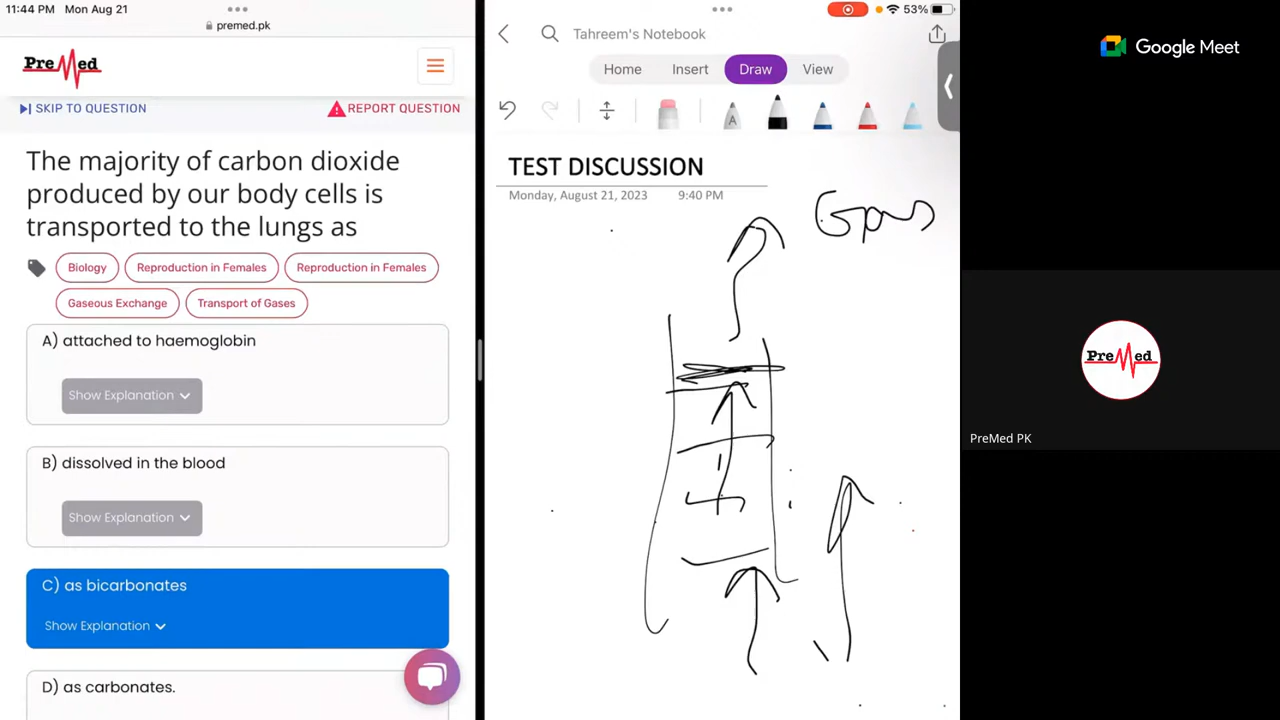 11:44 PM Mon Aug 21
premed.pk
PreMed
SKIP TO QUESTION
REPORT QUESTION
The majority of carbon dioxide
produced by our body cells is
transported to the lungs as
Biology
Reproduction in Females
Reproduction in Females
Gaseous Exchange
Transport of Gases
A) attached to haemoglobin
Show Explanation
B) dissolved in the blood
Show Explanation
C) as bicarbonates
Show Explanation
D) as carbonates.
53%
Tahreem's Notebook
Home
Insert
Draw
View
A
TEST DISCUSSION
Monday, August 21, 2023 9:40 PM
Google Meet
PreMed
PreMed PK